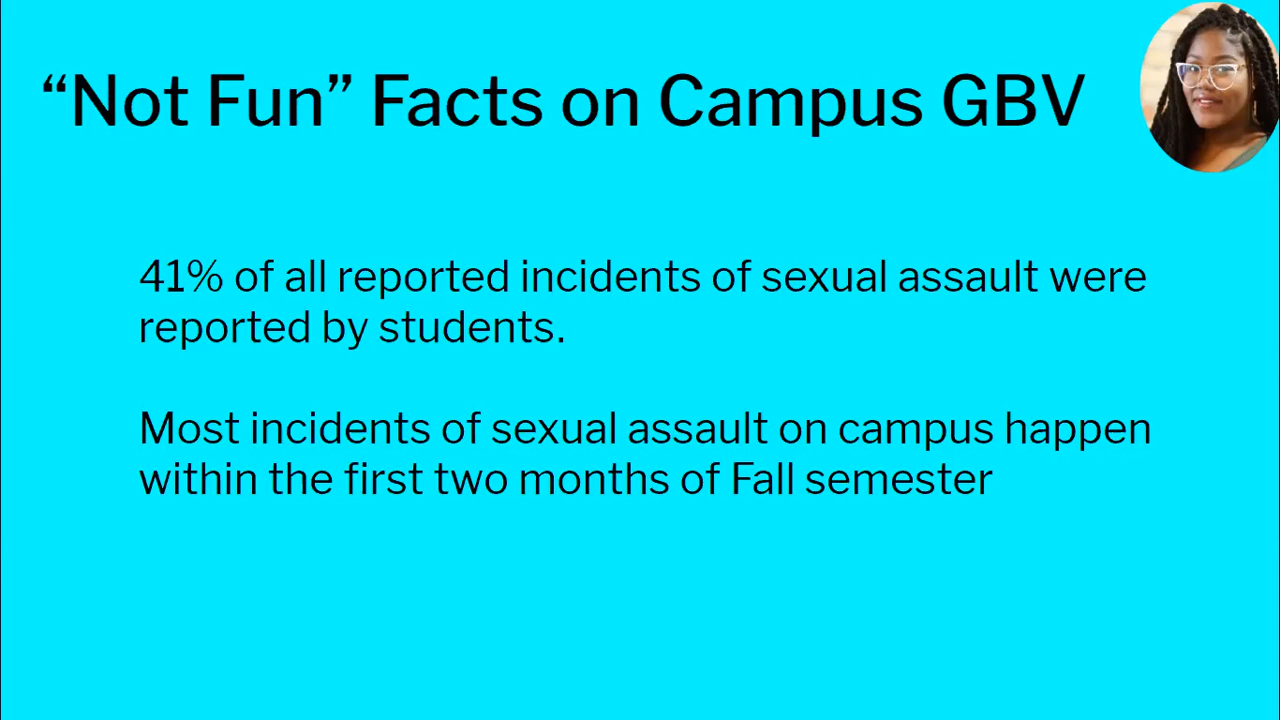 “Not Fun” Facts on Campus GBV
41% of all reported incidents of sexual assault were
reported by students.
Most incidents of sexual assault on campus happen
within the first two months of Fall semester